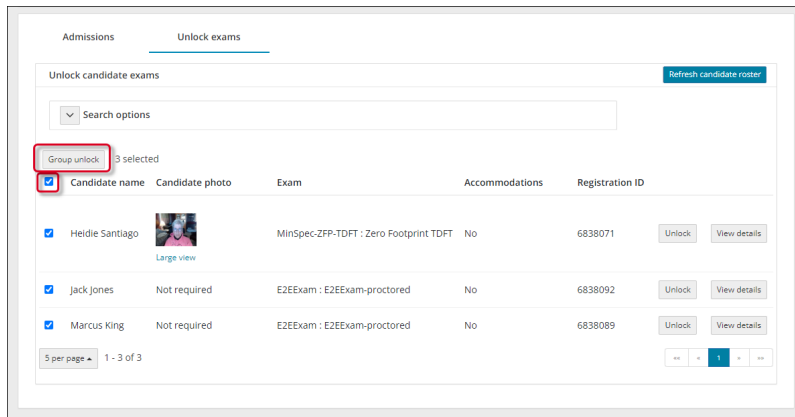 Admissions Unlock exams
Unlock candidate exams Refresh candidate roster
Search options
Group unlock 3 selected
Candidate name Candidate photo Exam Accommodations Registration ID
Heidie Santiago MinSpec-ZFP-TDFT : Zero Footprint TDFT No 6838071 Unlock View details
Large view
Jack Jones Not required E2EExam : E2EExam-proctored No 6838092 Unlock View details
Marcus King Not required E2EExam : E2EExam-proctored No 6838089 Unlock View details
5 per page 1 - 3 of 3 1